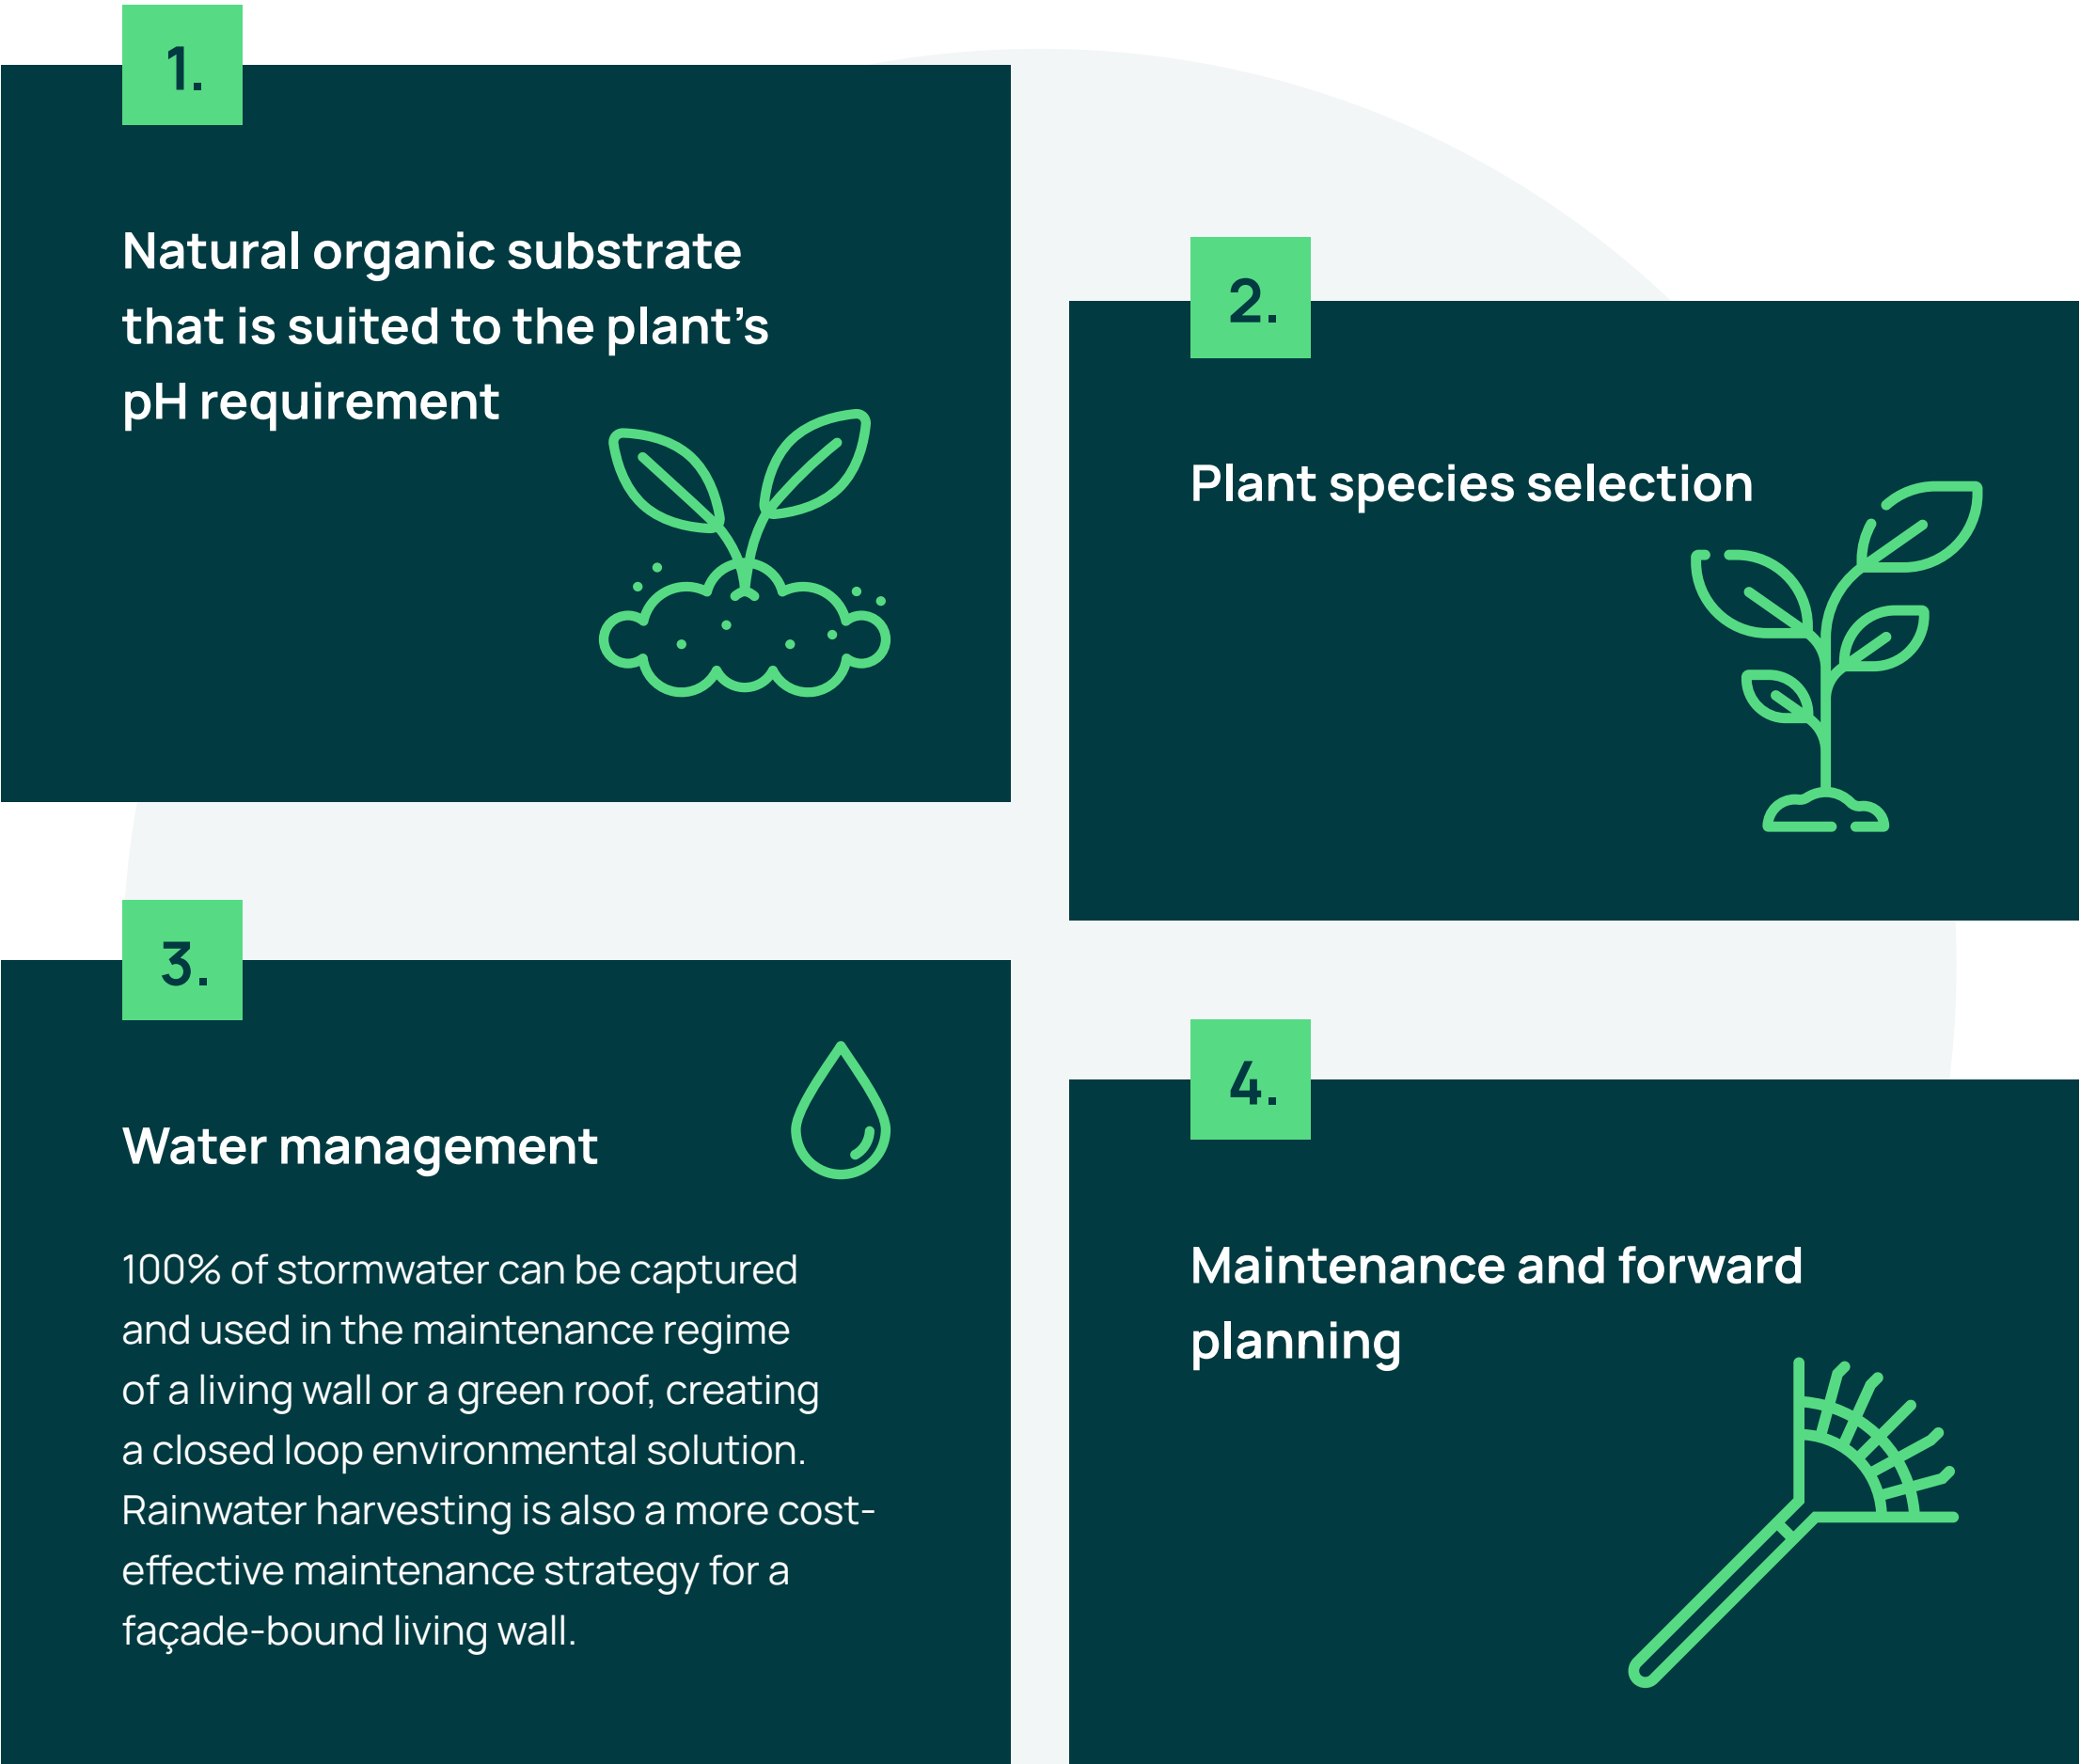 1.
Natural organic substrate
that is suited to the plant’s
pH requirement
2.
Plant species selection
3.
Water management
100% of stormwater can be captured
and used in the maintenance regime
of a living wall or a green roof, creating
a closed loop environmental solution.
Rainwater harvesting is also a more cost-
effective maintenance strategy for a
façade-bound living wall.
4.
Maintenance and forward
planning